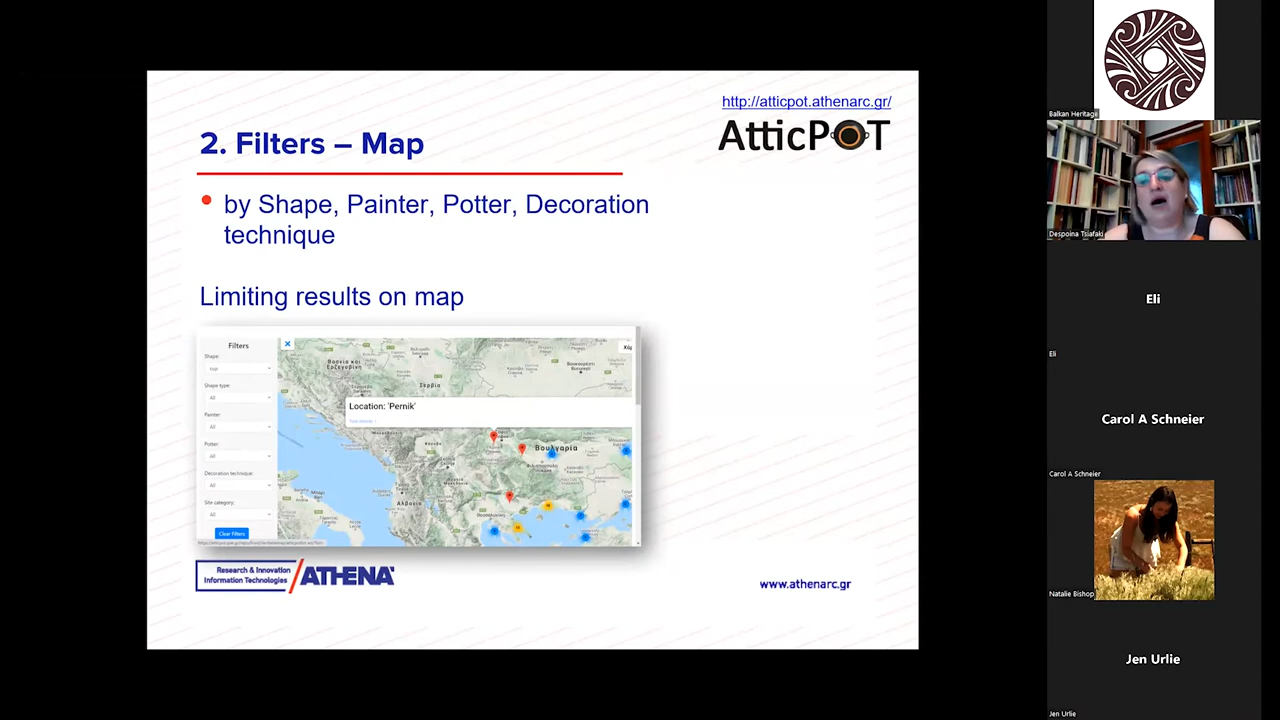 http://atticpot.athenarc.gr/
AtticPOT
2. Filters – Map
• by Shape, Painter, Potter, Decoration
technique
Limiting results on map
Filters
Shape:
cup
Shape type:
All
Painter:
All
Potter:
All
Decoration technique:
All
Site category:
All
Clear Filters
Βοσνία και
Ερζεγοβίνη
Σερβία
Location: 'Pernik'
Βουλγαρία
Αλβανία
Θεσσαλονίκη
Research & Innovation
Information Technologies
ATHENA
www.athenarc.gr
Balkan Heritage
Despoina Tsiafaki
Eli
Eli
Carol A Schneier
Carol A Schneier
Natalie Bishop
Jen Urlie
Jen Urlie